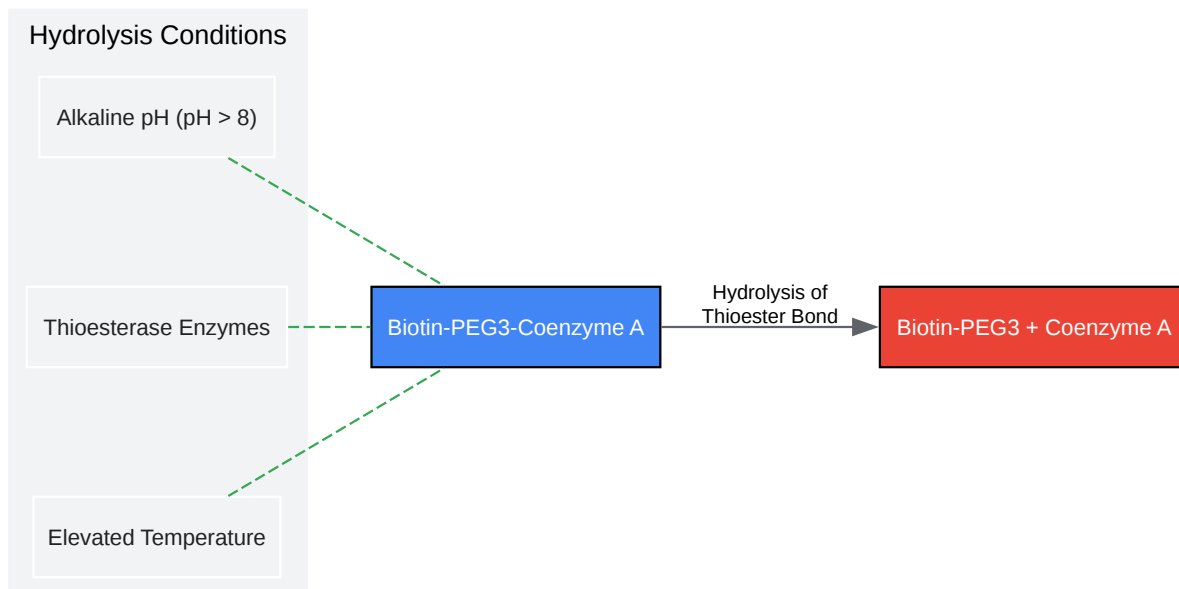 Hydrolysis Conditions
Alkaline pH (pH > 8)
Thioesterase Enzymes
Elevated Temperature
Biotin-PEG3-Coenzyme A
Hydrolysis of
Thioester Bond
Biotin-PEG3 + Coenzyme A